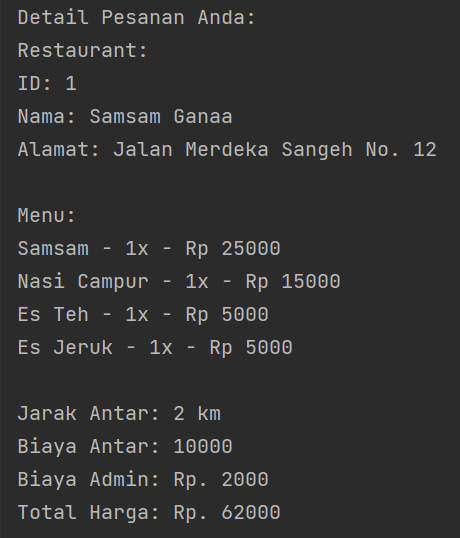 Detail Pesanan Anda:
Restaurant:
ID: 1
Nama: Samsam Ganaa
Alamat: Jalan Merdeka Sangeh No. 12
Menu:
Samsam - 1x - Rp 25000
Nasi Campur - 1x - Rp 15000
Es Teh - 1x - Rp 5000
Es Jeruk - 1x - Rp 5000
Jarak Antar: 2 km
Biaya Antar: 10000
Biaya Admin: Rp. 2000
Total Harga: Rp. 62000